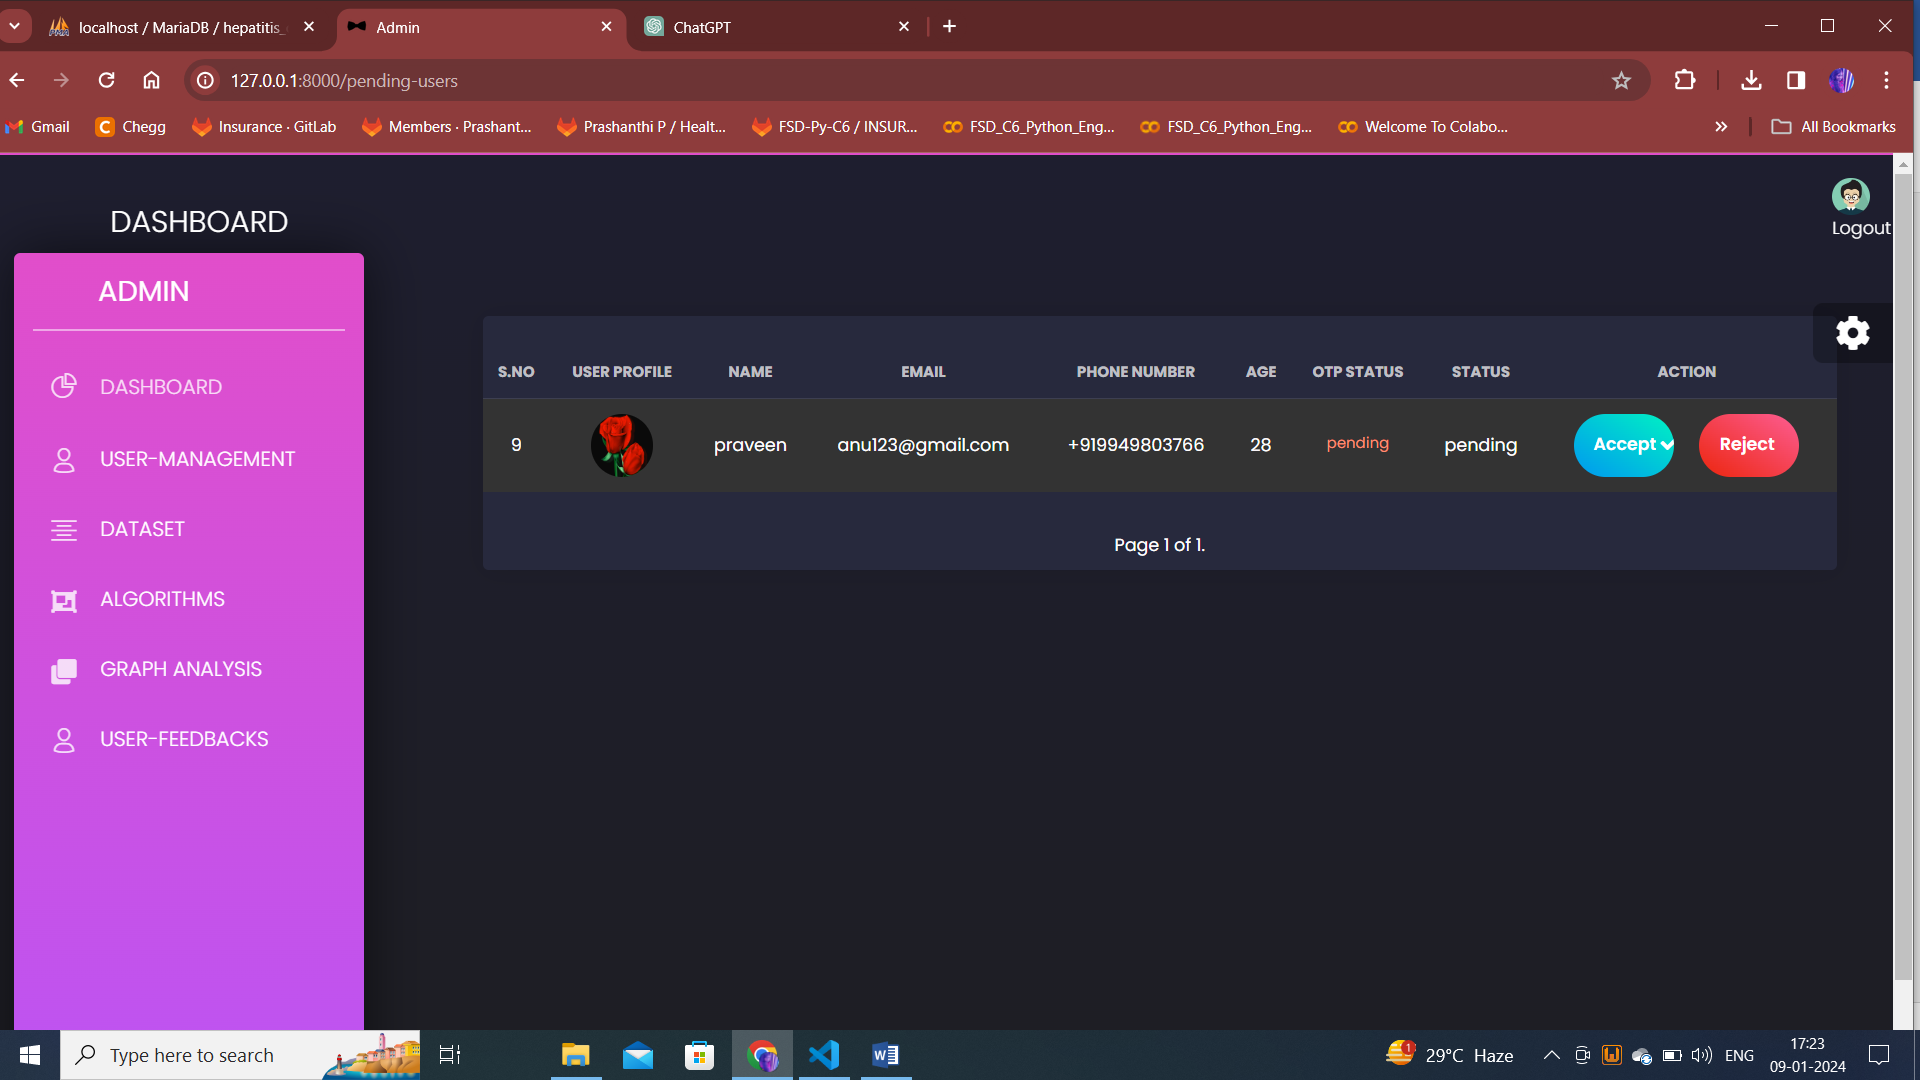 localhost / MariaDB / hepatitis_
Admin
ChatGPT
127.0.0.1:8000/pending-users
Gmail
Chegg
Insurance · GitLab
Members · Prashant...
Prashanthi P / Healt...
FSD-Py-C6 / INSUR...
FSD_C6_Python_Eng...
FSD_C6_Python_Eng...
Welcome To Colabo...
All Bookmarks
Logout
DASHBOARD
ADMIN
DASHBOARD
USER-MANAGEMENT
DATASET
ALGORITHMS
GRAPH ANALYSIS
USER-FEEDBACKS
S.NO USER PROFILE NAME EMAIL PHONE NUMBER AGE OTP STATUS STATUS ACTION
9 praveen anu123@gmail.com +919949803766 28 pending pending Accept Reject
Page 1 of 1.
Type here to search
1
29°C Haze
ENG
17:23
09-01-2024